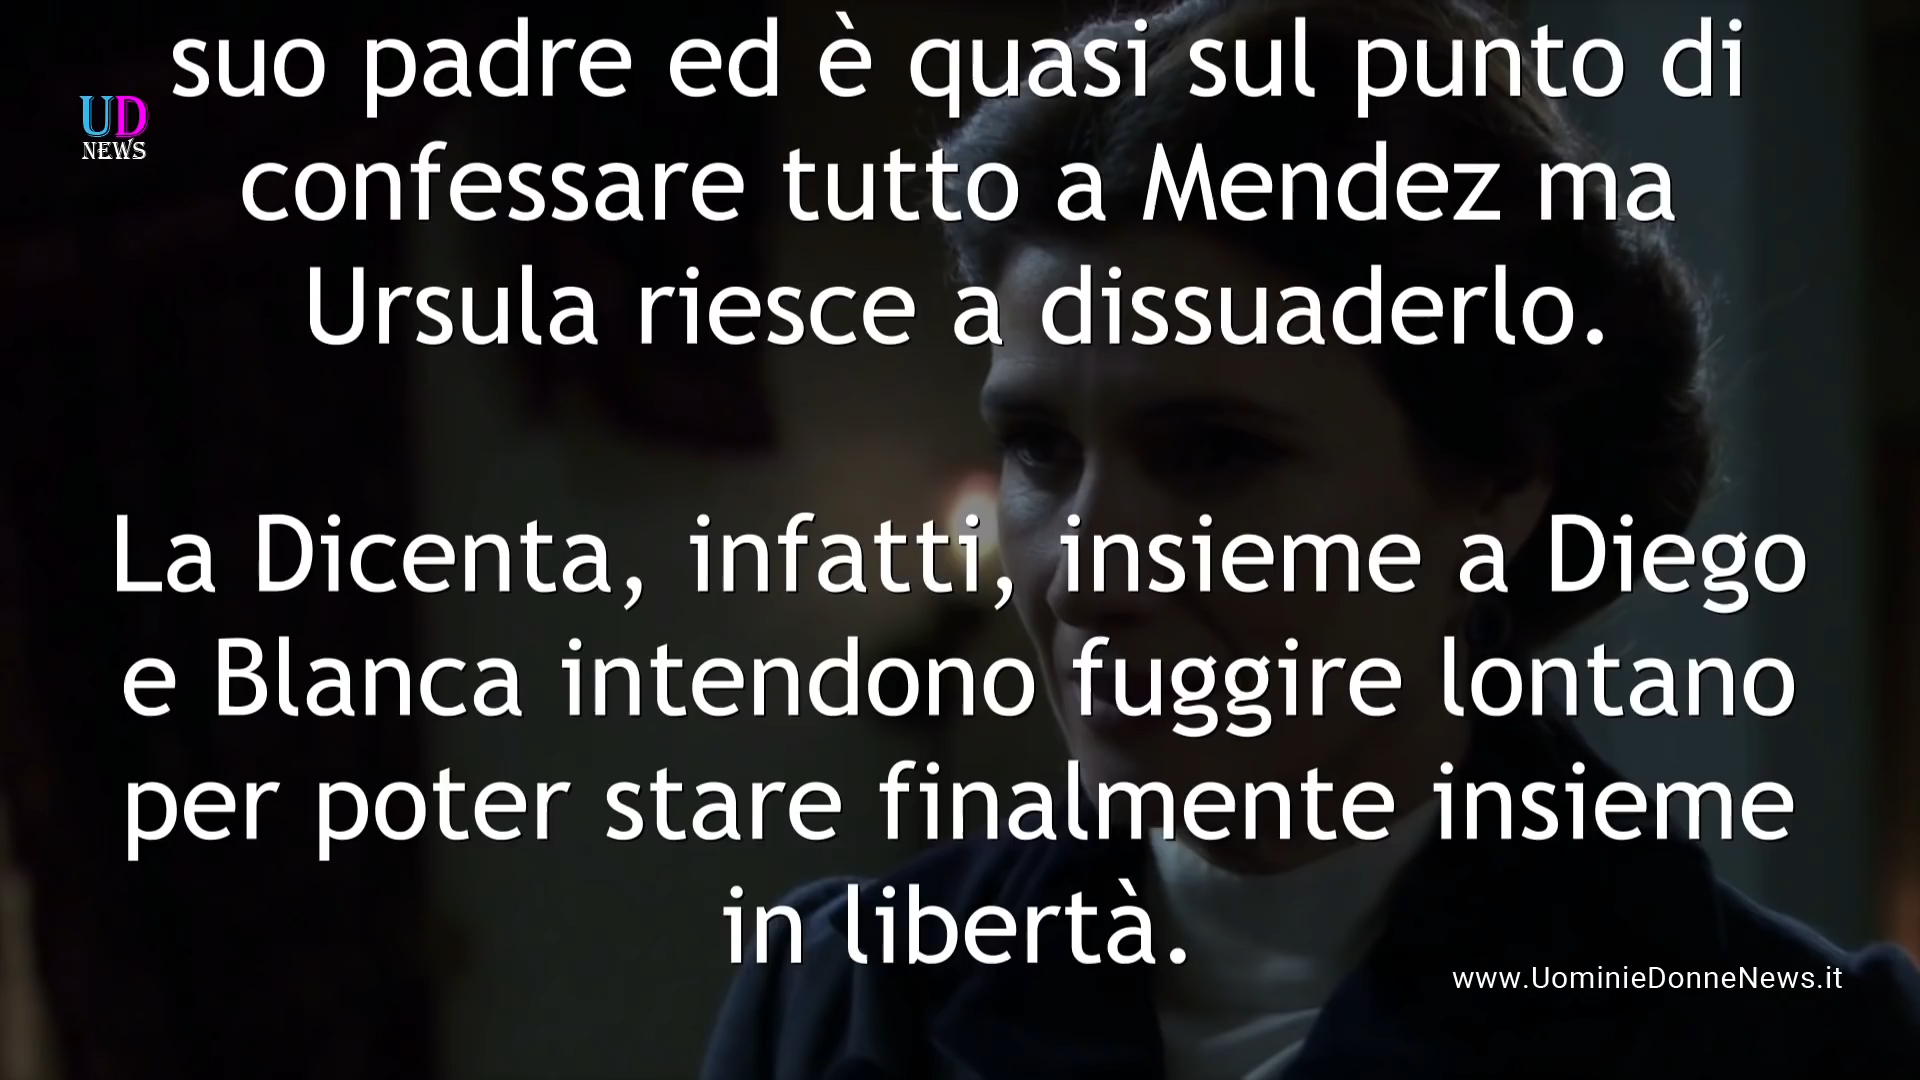 suo padre ed è quasi sul punto di
UD
NEWS
confessare tutto a Mendez ma
Ursula riesce a dissuaderlo.
La Dicenta, infatti, insieme a Diego
e Blanca intendono fuggire lontano
per poter stare finalmente insieme
in libertà.
www.UominieDonneNews.it